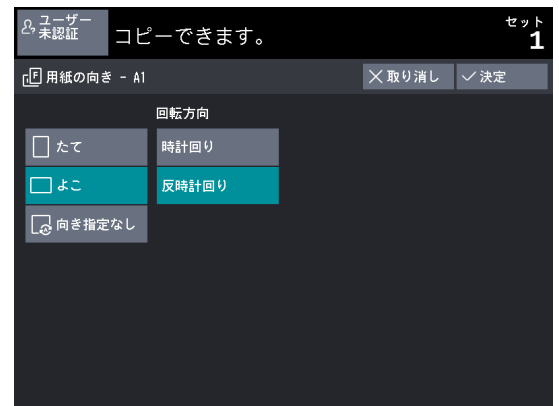 ユーザー
未認証
コピーできます。
セット
1
用紙の向き - A1
取り消し
決定
回転方向
たて
時計回り
よこ
反時計回り
向き指定なし